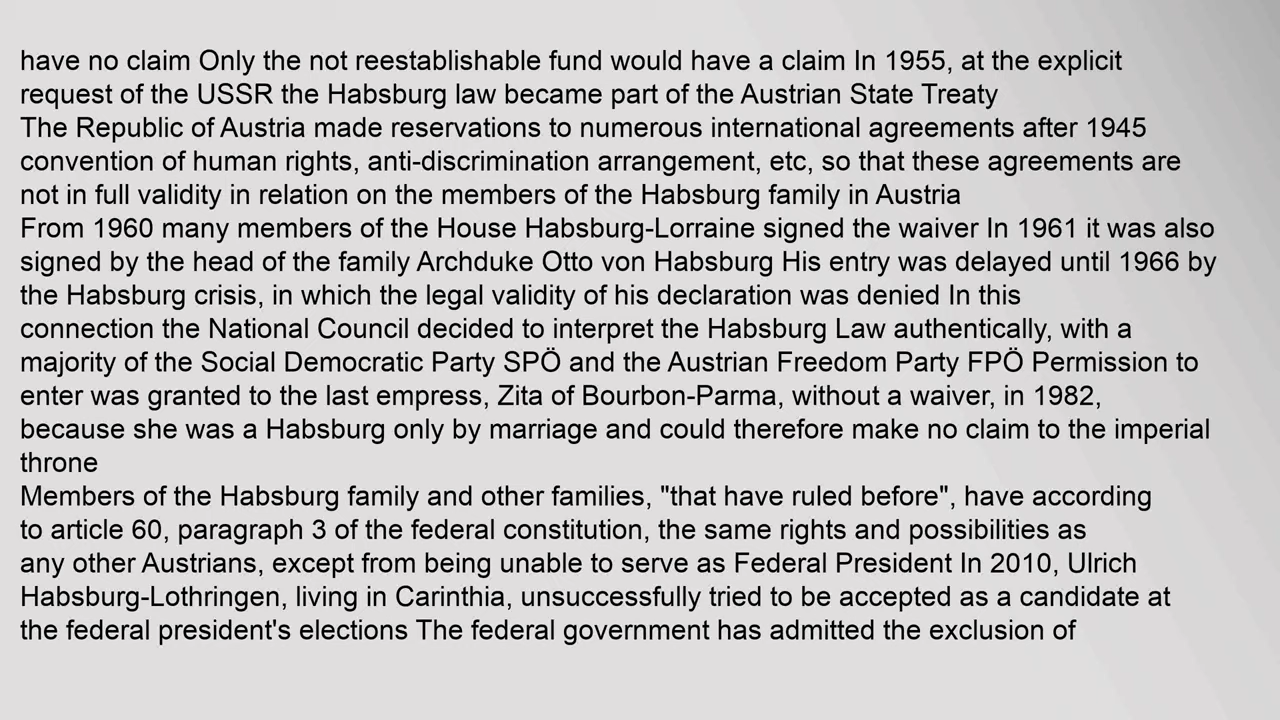 have no claim Only the not reestablishable fund would have a claim In 1955, at the explicit
request of the USSR the Habsburg law became part of the Austrian State Treaty
The Republic of Austria made reservations to numerous international agreements after 1945
convention of human rights, anti-discrimination arrangement, etc, so that these agreements are
not in full validity in relation on the members of the Habsburg family in Austria
From 1960 many members of the House Habsburg-Lorraine signed the waiver In 1961 it was also
signed by the head of the family Archduke Otto von Habsburg His entry was delayed until 1966 by
the Habsburg crisis, in which the legal validity of his declaration was denied In this
connection the National Council decided to interpret the Habsburg Law authentically, with a
majority of the Social Democratic Party SPÖ and the Austrian Freedom Party FPÖ Permission to
enter was granted to the last empress, Zita of Bourbon-Parma, without a waiver, in 1982,
because she was a Habsburg only by marriage and could therefore make no claim to the imperial
throne
Members of the Habsburg family and other families, "that have ruled before", have according
to article 60, paragraph 3 of the federal constitution, the same rights and possibilities as
any other Austrians, except from being unable to serve as Federal President In 2010, Ulrich
Habsburg-Lothringen, living in Carinthia, unsuccessfully tried to be accepted as a candidate at
the federal president's elections The federal government has admitted the exclusion of